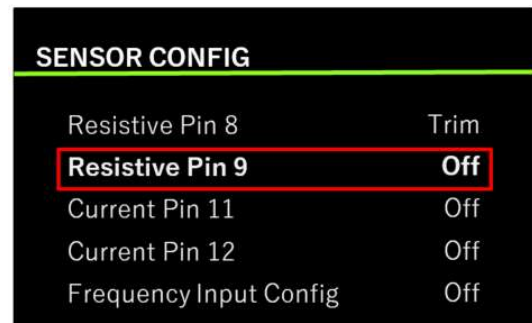 SENSOR CONFIG
Resistive Pin 8 Trim
Resistive Pin 9 Off
Current Pin 11 Off
Current Pin 12 Off
Frequency Input Config Off